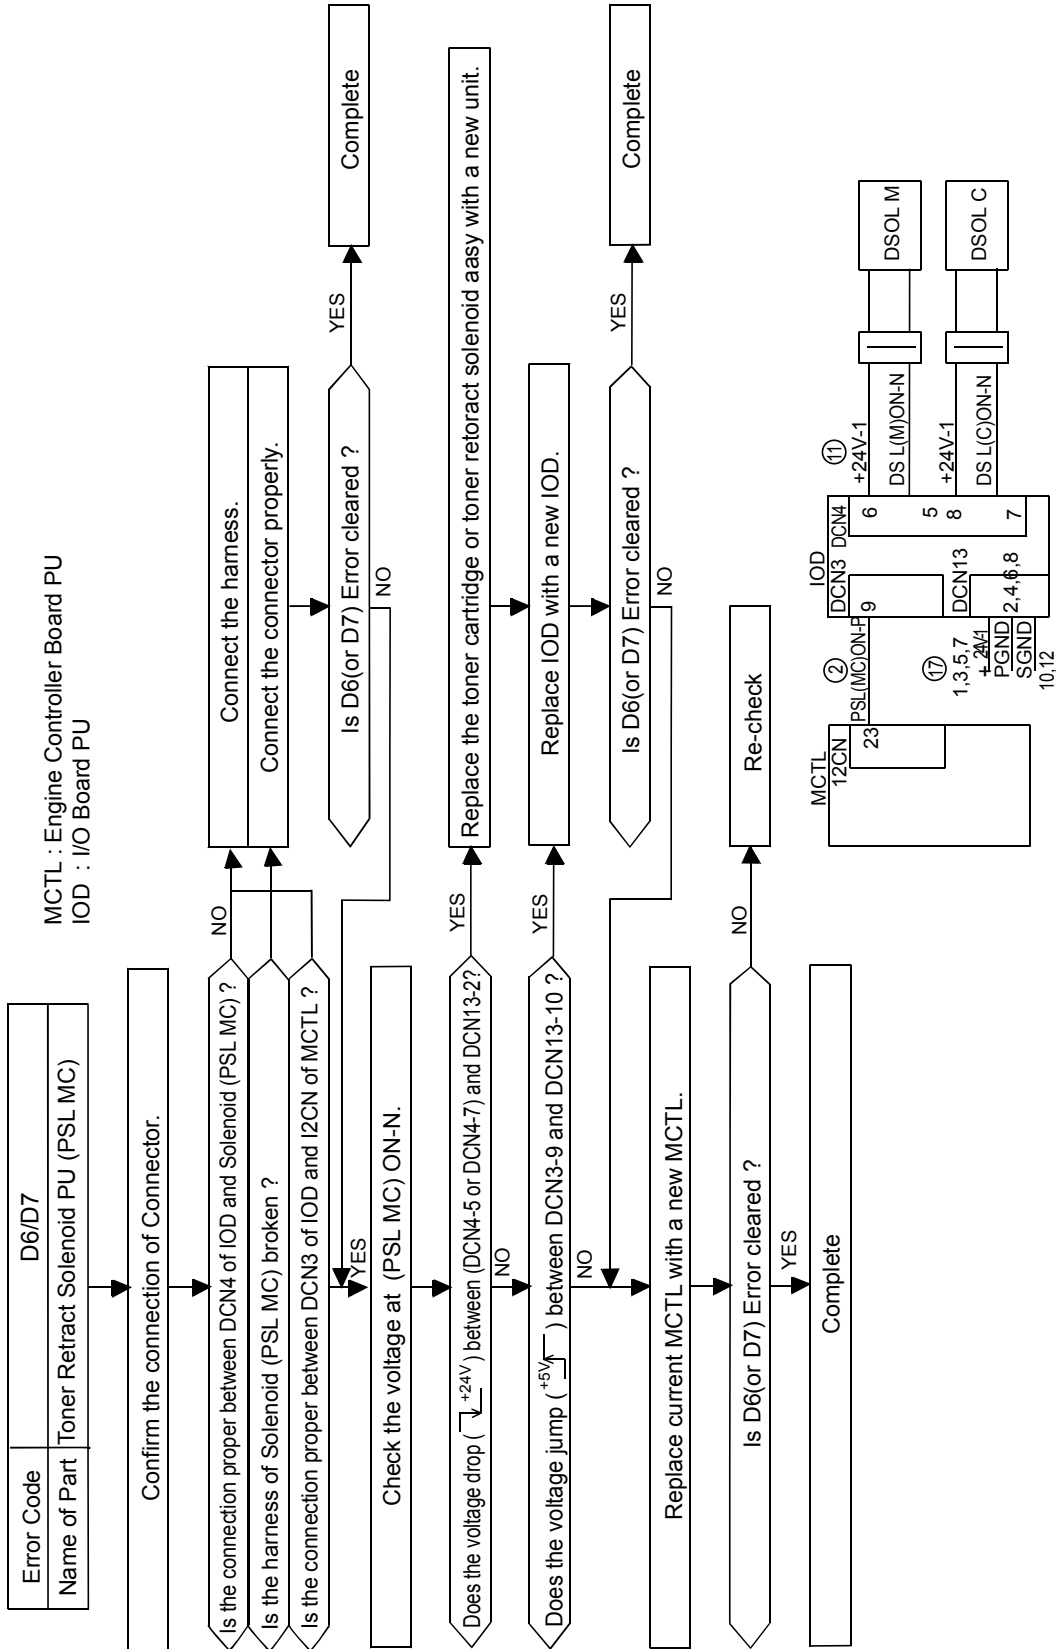 Error Code D6/D7
Name of Part Toner Retract Solenoid PU (PSL MC)
MCTL : Engine Controller Board PU
IOD : I/O Board PU
Confirm the connection of Connector.
Is the connection proper between DCN4 of IOD and Solenoid (PSL MC) ?
Is the harness of Solenoid (PSL MC) broken ?
Is the connection proper between DCN3 of IOD and I2CN of MCTL ?
NO
Connect the harness.
Connect the connector properly.
Is D6(or D7) Error cleared ?
YES
Complete
NO
YES
Check the voltage at (PSL MC) ON-N.
Does the voltage drop ( +24V ) between (DCN4-5 or DCN4-7) and DCN13-2?
YES
Replace the toner cartridge or toner retoract solenoid aasy with a new unit.
NO
Does the voltage jump ( +5V ) between DCN3-9 and DCN13-10 ?
YES
Replace IOD with a new IOD.
Is D6(or D7) Error cleared ?
YES
Complete
NO
NO
Replace current MCTL with a new MCTL.
Is D6(or D7) Error cleared ?
NO
Re-check
YES
Complete
MCTL
12CN
23
②
PSL(MC)ON-P
IOD
DCN3
DCN4
9
6
5
8
7
DCN13
2,4,6,8
⑰
1,3,5,7
+24V-1
PGND
SGND
10,12
⑪
+24V-1
DS L(M)ON-N
+24V-1
DS L(C)ON-N
DSOL M
DSOL C